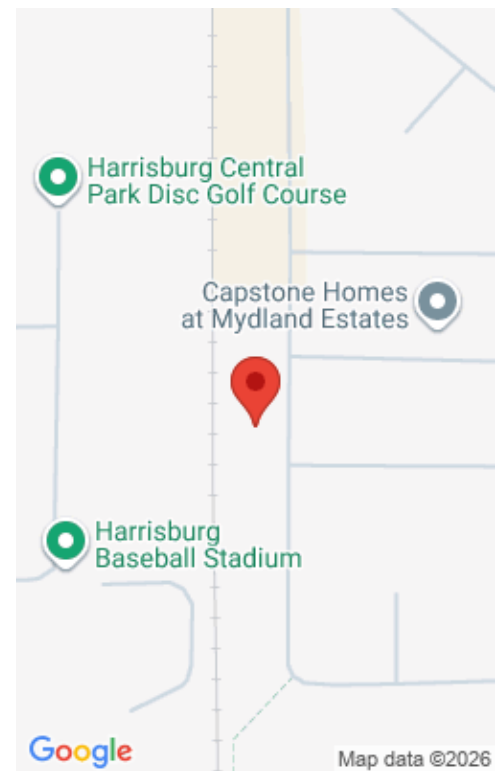 Harrisburg Central
Park Disc Golf Course
Capstone Homes
at Mydland Estates
Harrisburg
Baseball Stadium
Google
Map data ©2026